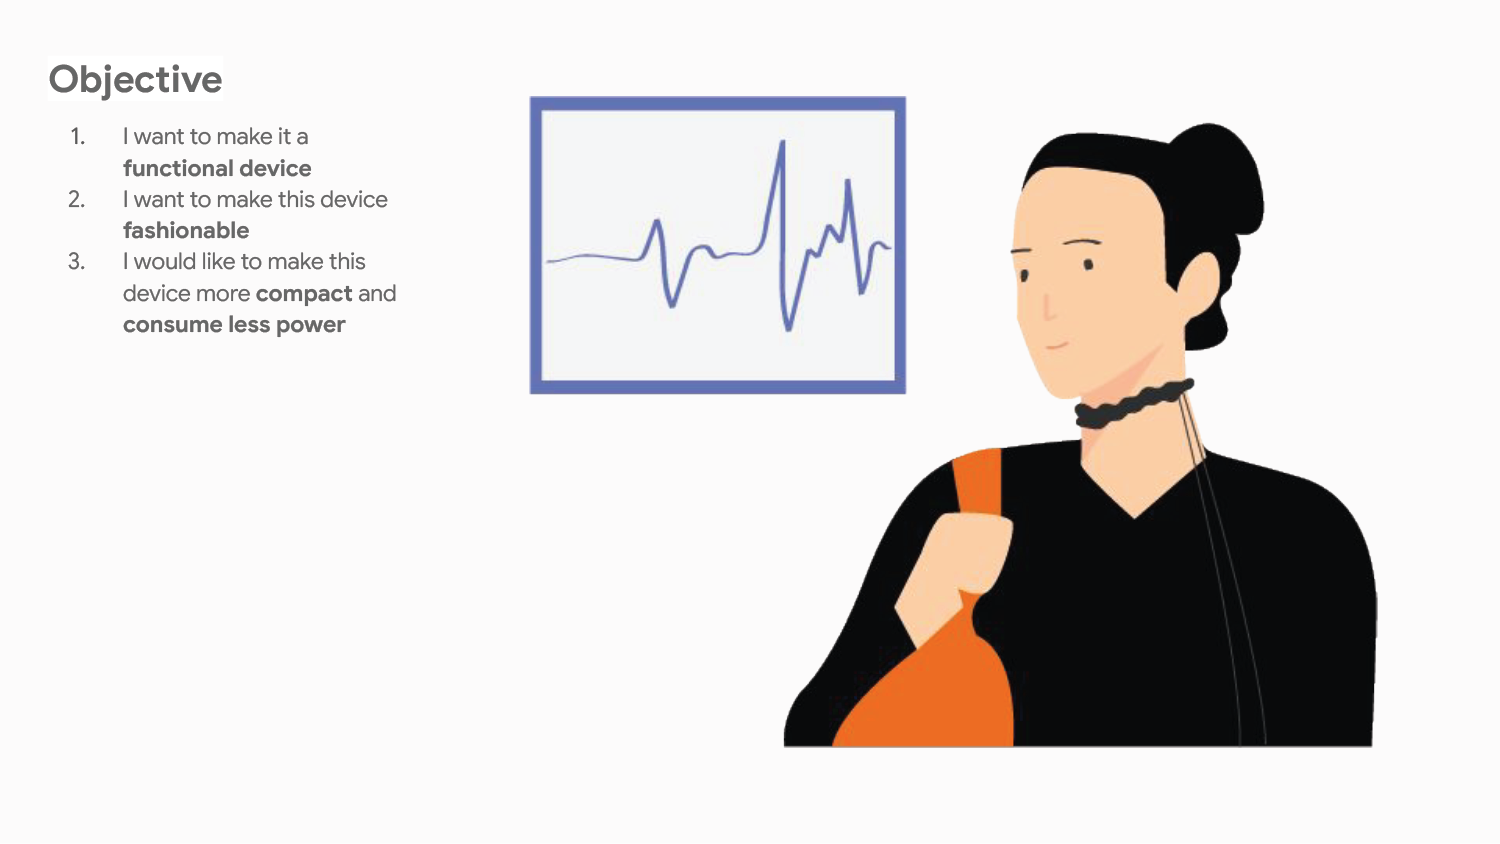 Objective
1. I want to make it a
functional device
2. I want to make this device
fashionable
3. I would like to make this
device more compact and
consume less power